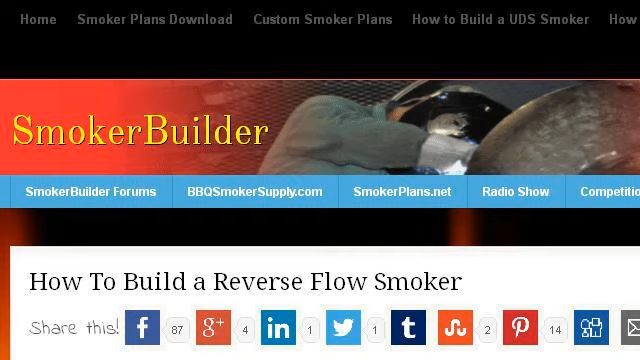 Home Smoker Plans Download Custom Smoker Plans How to Build a UDS Smoker How
SmokerBuilder
SmokerBuilder Forums BBQSmokerSupply.com SmokerPlans.net Radio Show Competitio
How To Build a Reverse Flow Smoker
Share this! 87 4 1 1 2 14